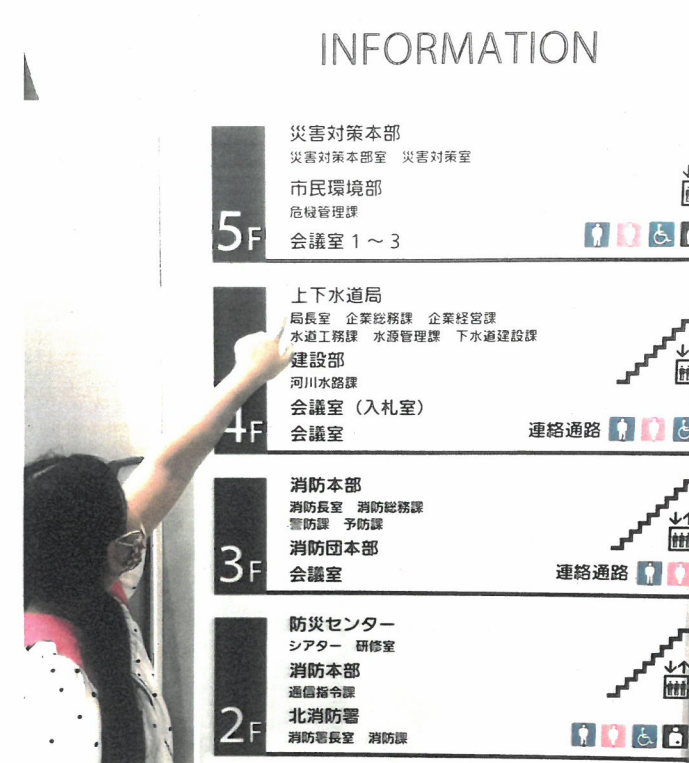 INFORMATION
5F
災害対策本部
災害対策本部室 災害対策室
市民環境部
危機管理課
会議室1～3
4F
上下水道局
局長室 企業総務課 企業経営課
水道工務課 水源管理課 下水道建設課
建設部
河川水路課
会議室（入札室）
会議室
連絡通路
3F
消防本部
消防長室 消防総務課
警防課 予防課
消防団本部
会議室
連絡通路
2F
防災センター
シアター 研修室
消防本部
通信指令課
北消防署
消防署長室 消防課